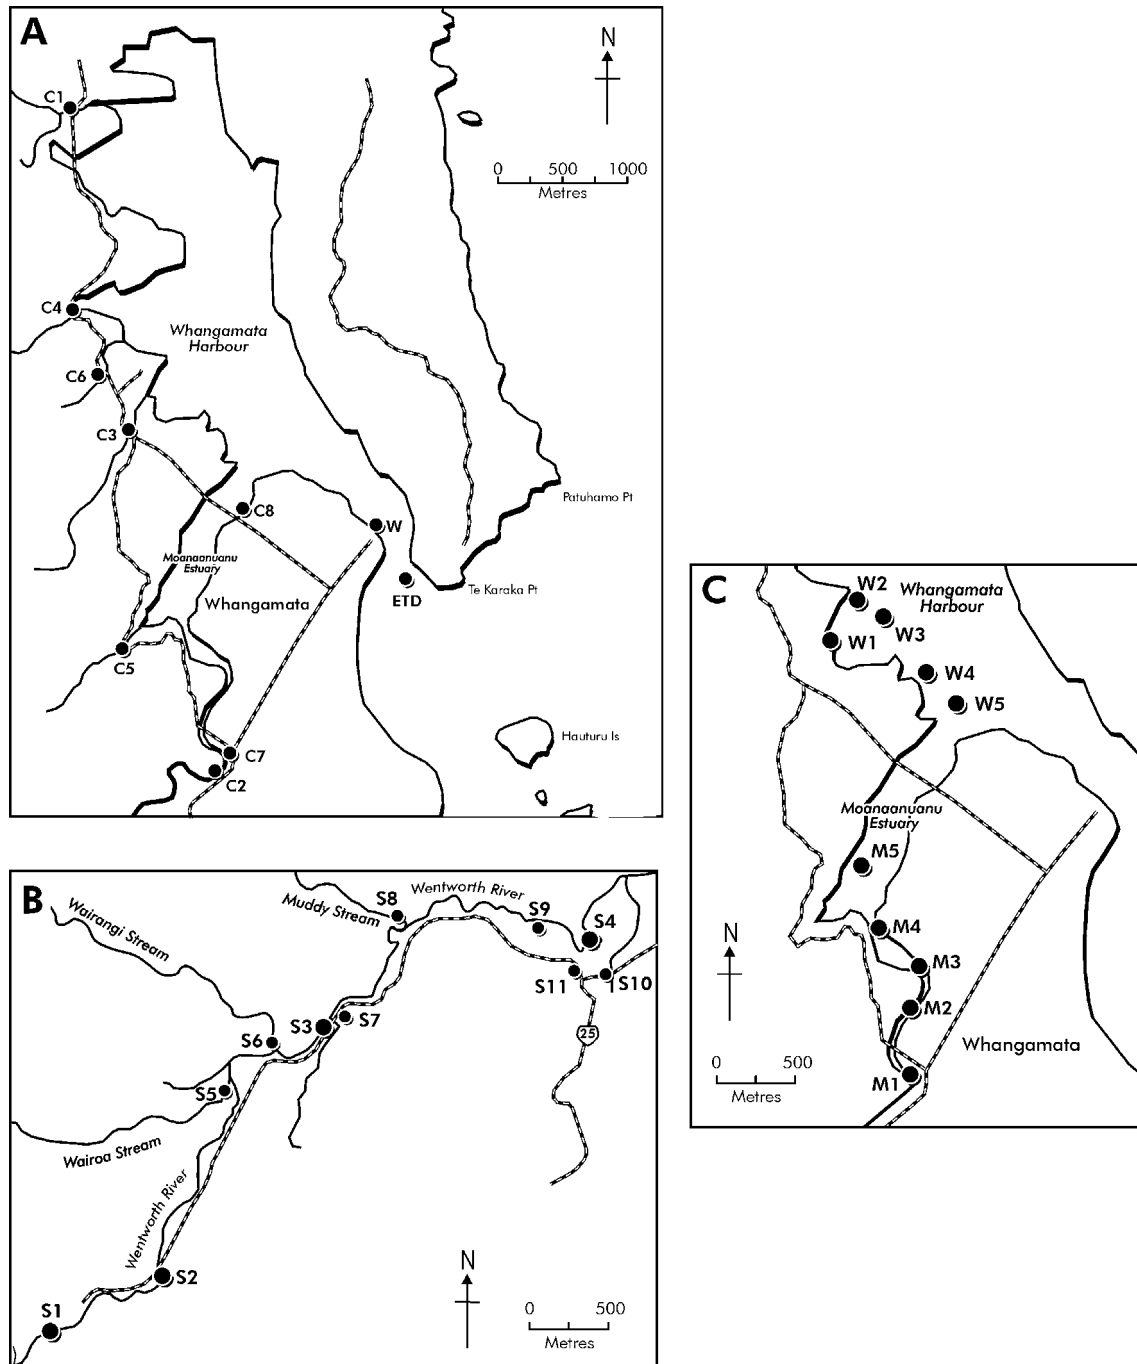 A
N
C1
0 500 1000
Metres
C4
Whangamata
Harbour
C6
C3
Patuhamo Pt
C8
W
Moanaanuanu
Estuary
ETD
Te Karaka Pt
Whangamata
C5
Hauturu Is
C7
C2
B
Wairangi Stream
Muddy Stream
S8
Wentworth River
S9
S4
S11
S10
S3
S7
25
S6
S5
Wairoa Stream
Wentworth River
S2
S1
N
0 500
Metres
C
W2
Whangamata
Harbour
W3
W1
W4
W5
Moanaanuanu
Estuary
M5
M4
N
M3
M2
Whangamata
0 500
Metres
M1